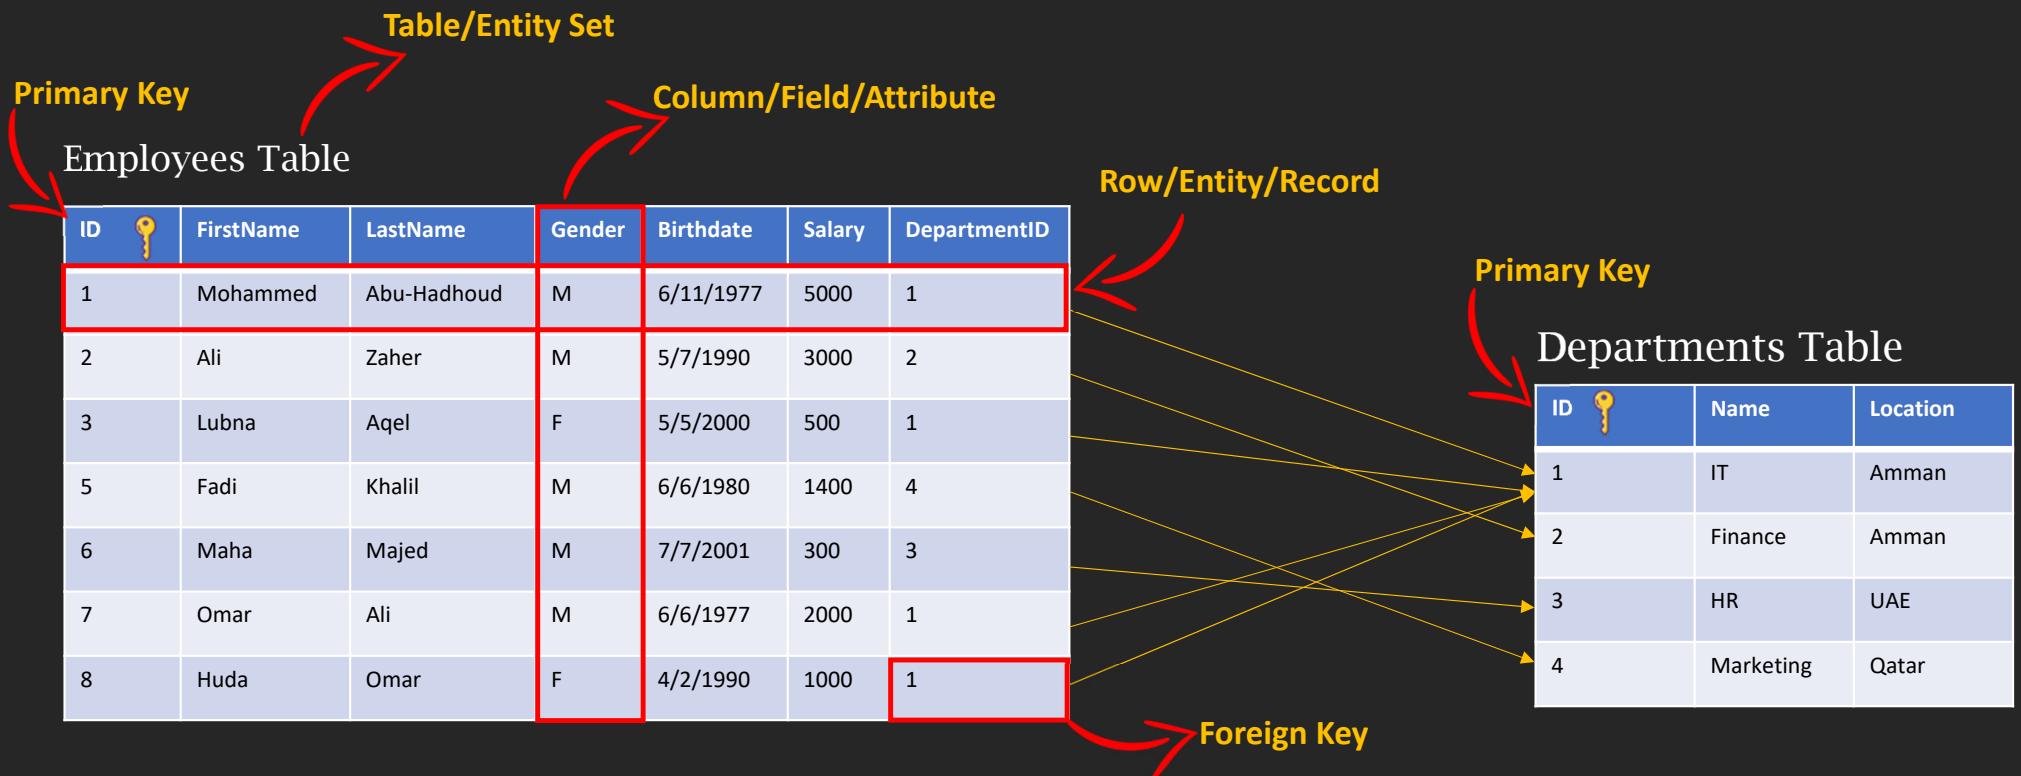 Table/Entity Set
Primary Key
Column/Field/Attribute
Employees Table
Row/Entity/Record
ID FirstName LastName Gender Birthdate Salary DepartmentID
1 Mohammed Abu-Hadhoud M 6/11/1977 5000 1
2 Ali Zaher M 5/7/1990 3000 2
3 Lubna Aqel F 5/5/2000 500 1
5 Fadi Khalil M 6/6/1980 1400 4
6 Maha Majed M 7/7/2001 300 3
7 Omar Ali M 6/6/1977 2000 1
8 Huda Omar F 4/2/1990 1000 1
Primary Key
Departments Table
ID Name Location
1 IT Amman
2 Finance Amman
3 HR UAE
4 Marketing Qatar
Foreign Key